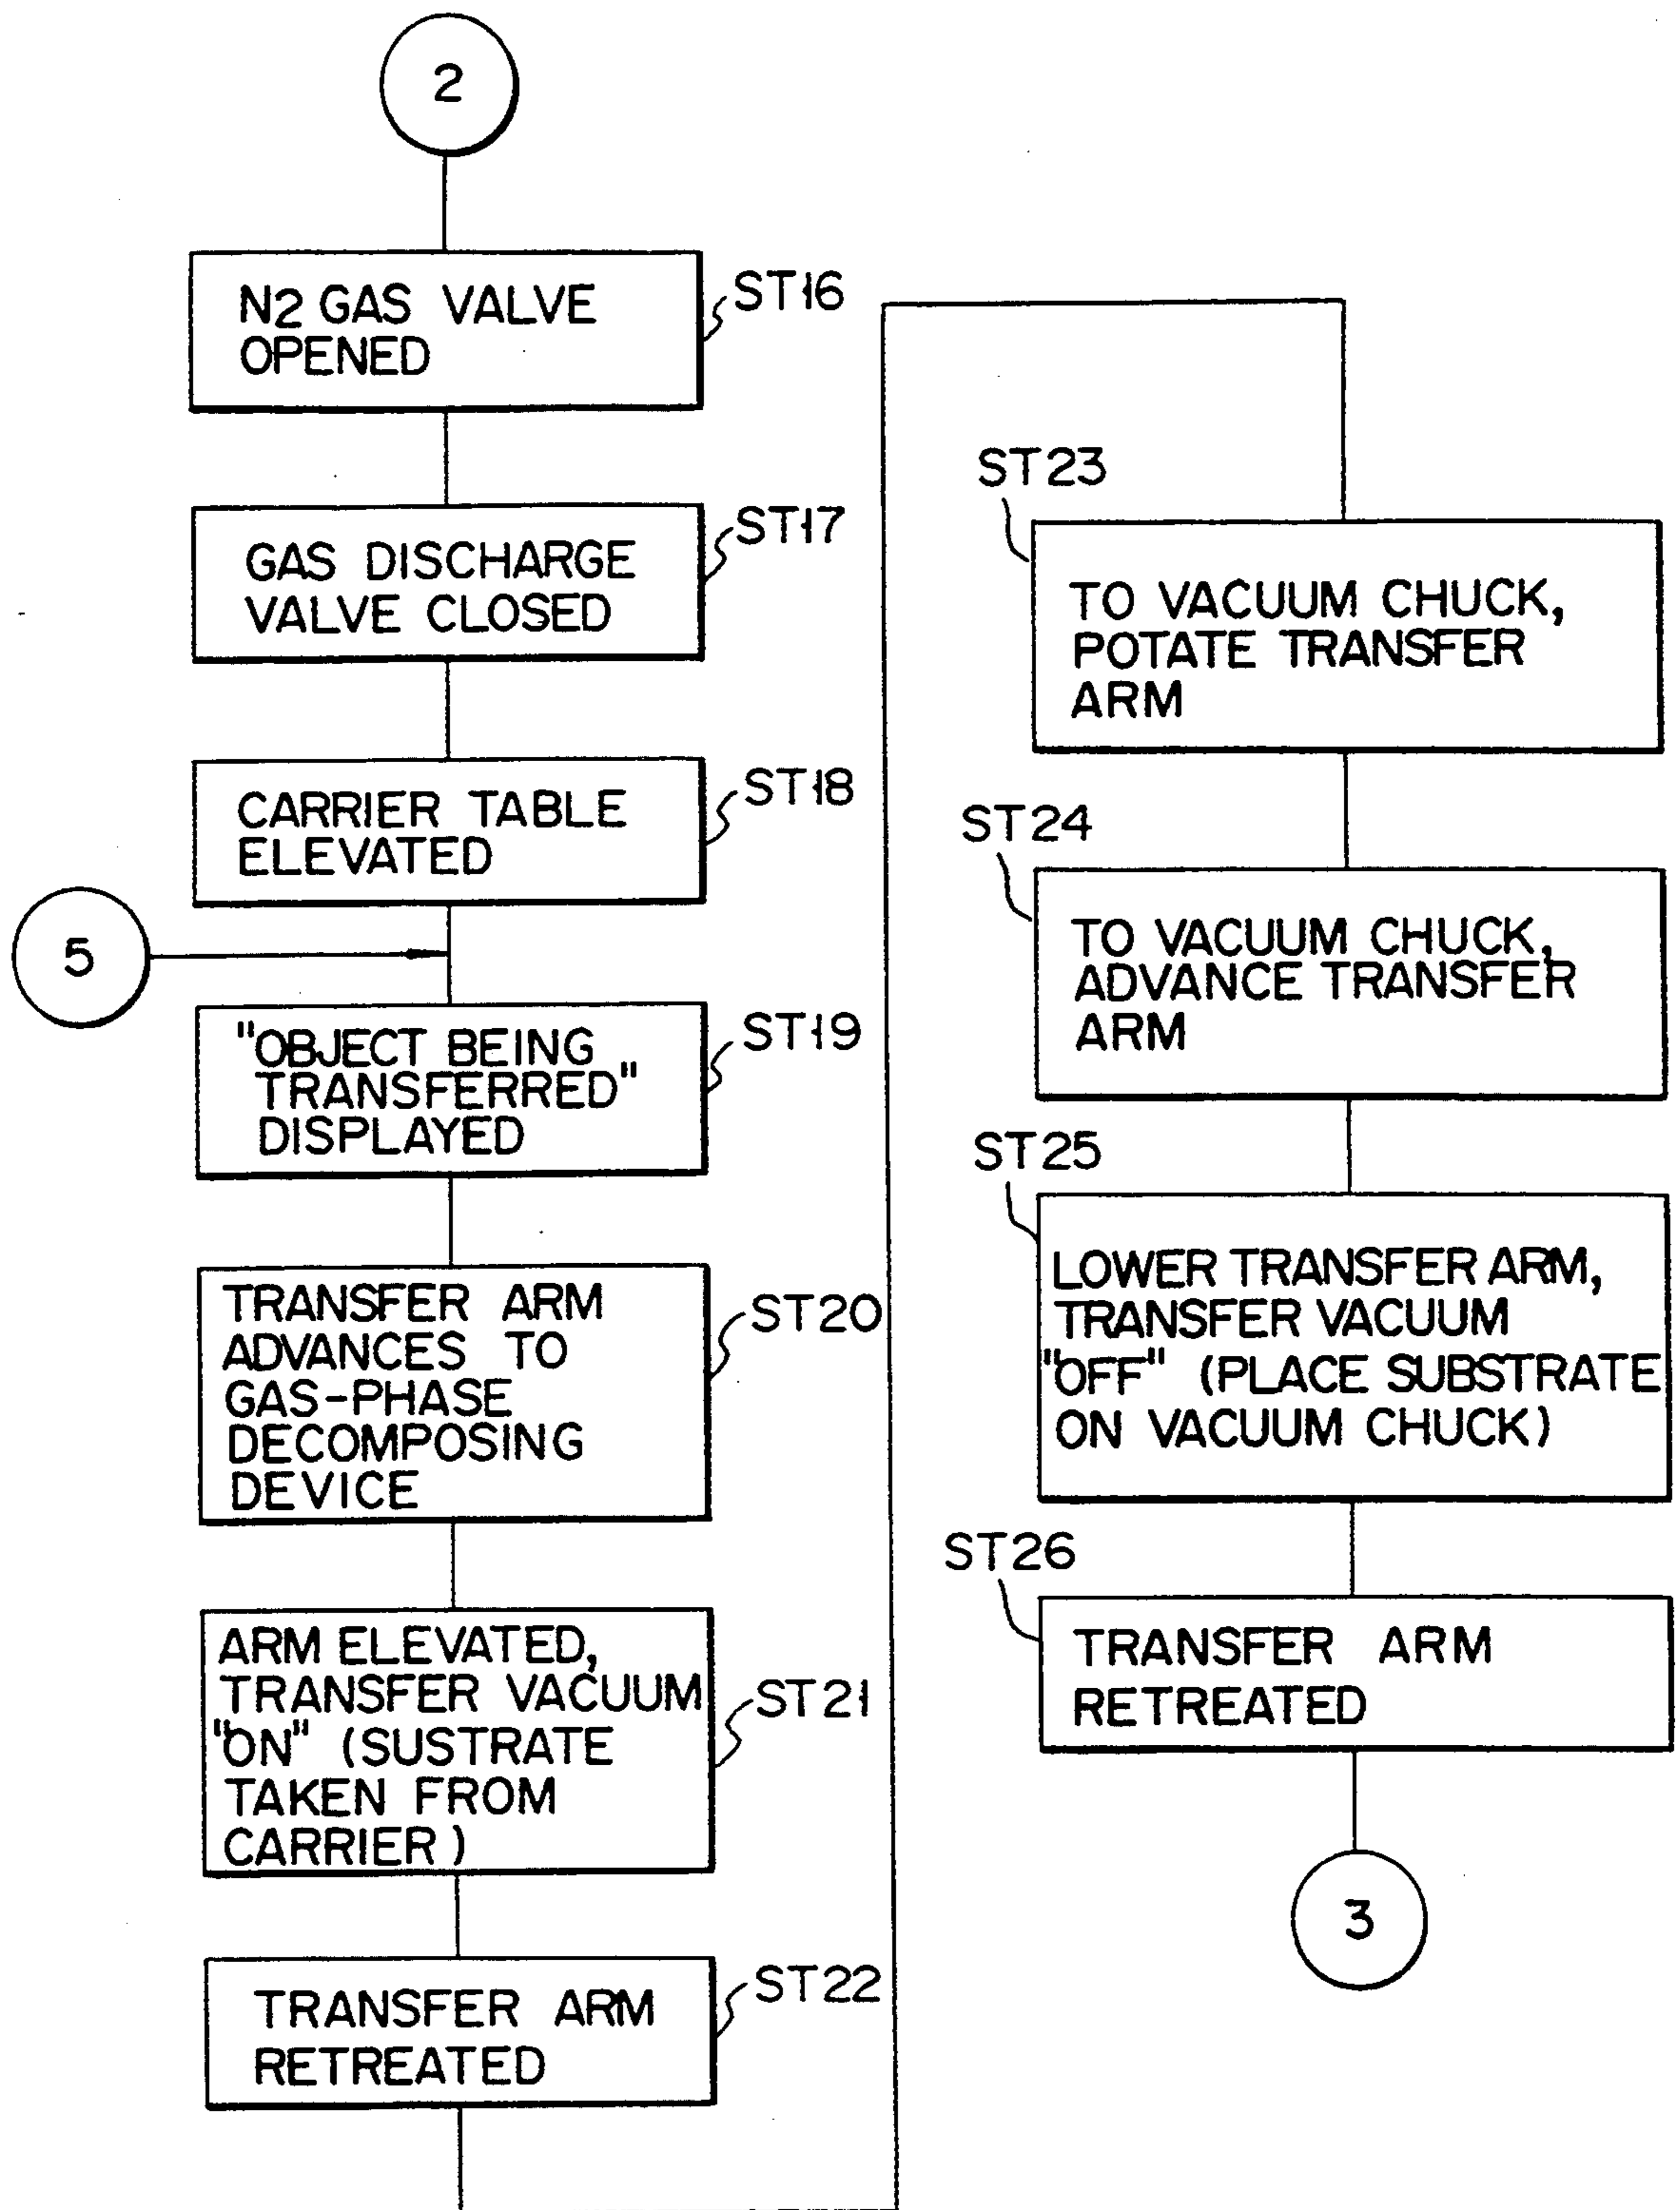 2
N2 GAS VALVE
OPENED
ST16
GAS DISCHARGE
VALVE CLOSED
ST17
CARRIER TABLE
ELEVATED
ST18
5
"OBJECT BEING
TRANSFERRED"
DISPLAYED
ST19
TRANSFER ARM
ADVANCES TO
GAS-PHASE
DECOMPOSING
DEVICE
ST20
ARM ELEVATED,
TRANSFER VACUUM
"ON" (SUSTRATE
TAKEN FROM
CARRIER)
ST21
TRANSFER ARM
RETREATED
ST22
ST23
TO VACUUM CHUCK,
POTATE TRANSFER
ARM
ST24
TO VACUUM CHUCK,
ADVANCE TRANSFER
ARM
ST25
LOWER TRANSFER ARM,
TRANSFER VACUUM
"OFF" (PLACE SUBSTRATE
ON VACUUM CHUCK)
ST26
TRANSFER ARM
RETREATED
3